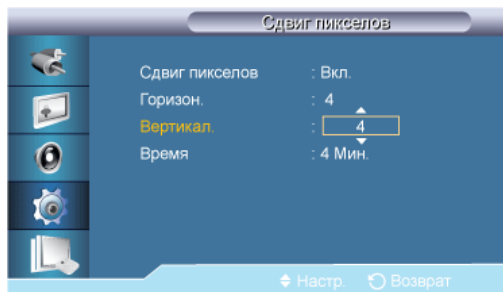 Сдвиг пикселов
Сдвиг пикселов : Вкл.
Горизон. : 4
Вертикал. : 4
Время : 4 Мин.
Настр. Возврат